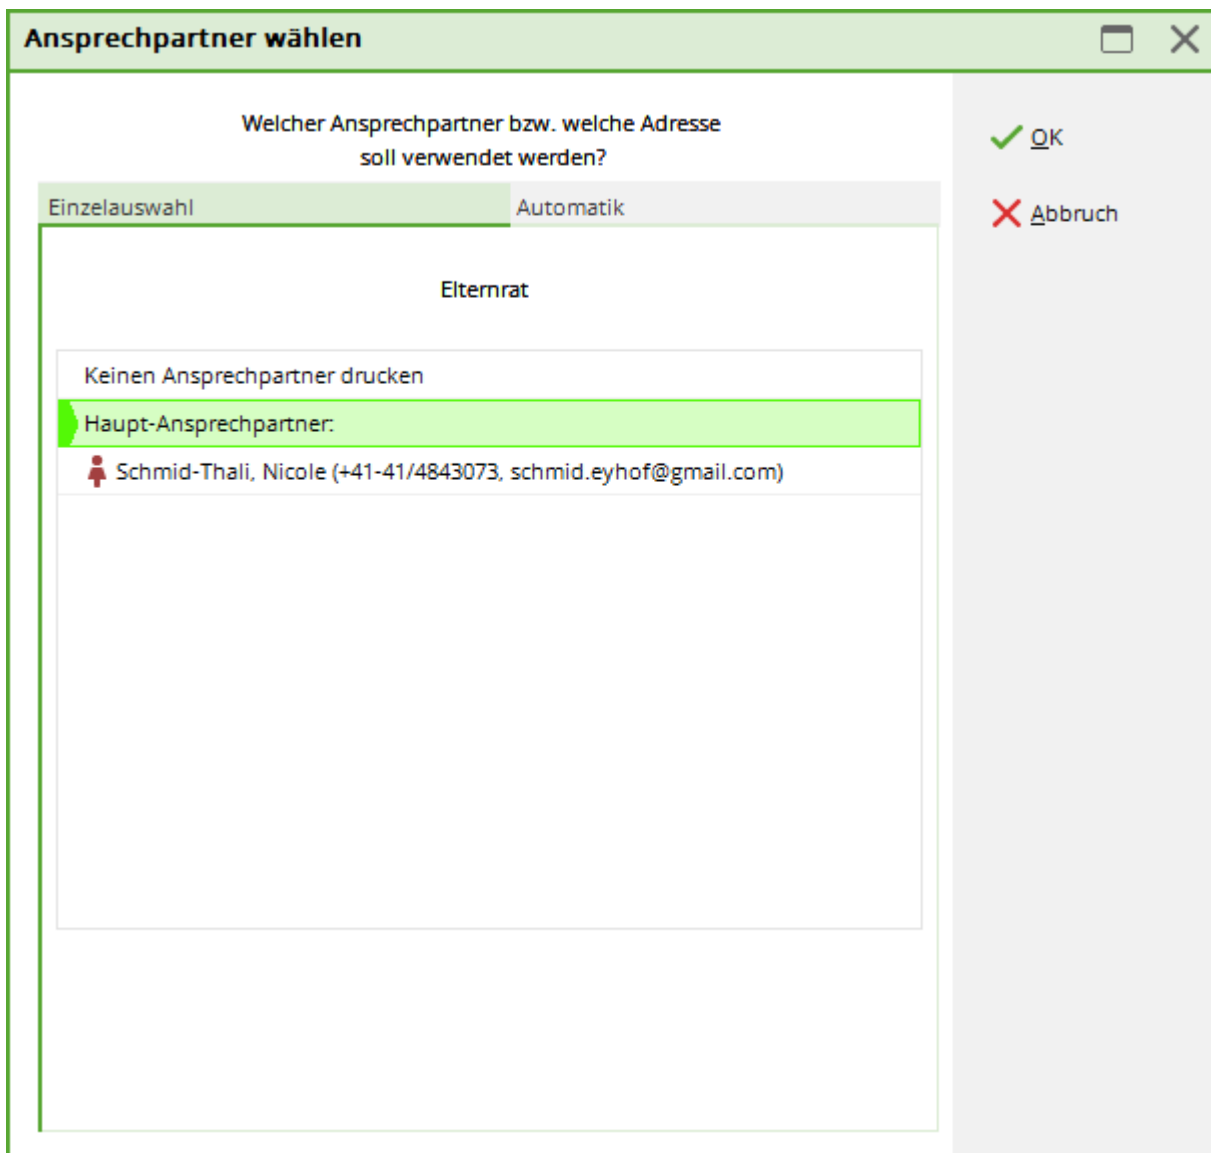 Ansprechpartner wählen
Welcher Ansprechpartner bzw. welche Adresse
soll verwendet werden?
OK
Abbruch
Einzelauswahl
Automatik
Elternrat
Keinen Ansprechpartner drucken
Haupt-Ansprechpartner:
Schmid-Thali, Nicole (+41-41/4843073, schmid.eyhof@gmail.com)